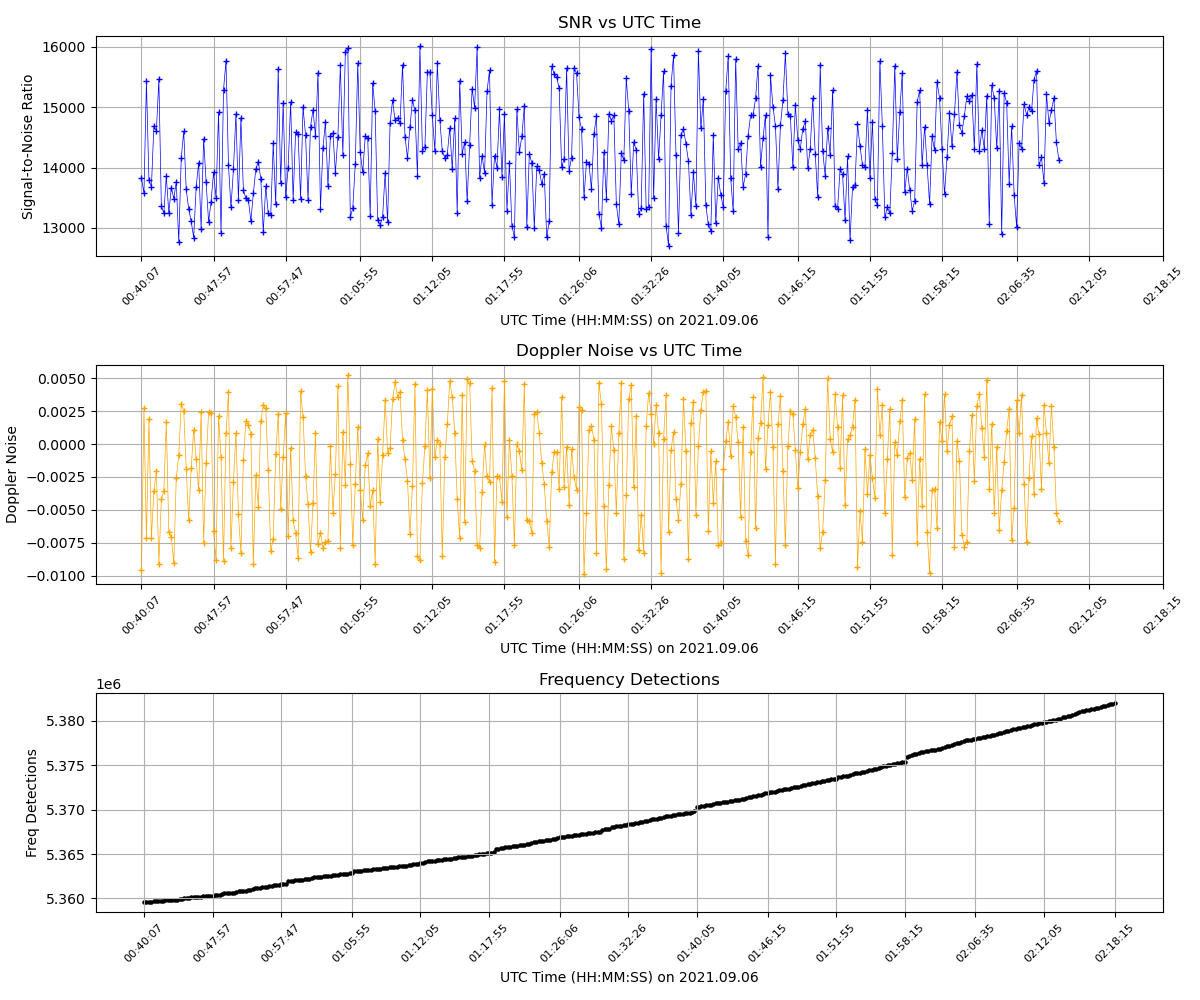 SNR vs UTC Time
Signal-to-Noise Ratio
16000
15000
14000
13000
00:40:07 00:47:57 00:57:47 01:05:55 01:12:05 01:17:55 01:26:06 01:32:26 01:40:05 01:46:15 01:51:55 01:58:15 02:06:35 02:12:05 02:18:15
UTC Time (HH:MM:SS) on 2021.09.06
Doppler Noise vs UTC Time
Doppler Noise
0.0050
0.0025
0.0000
−0.0025
−0.0050
−0.0075
−0.0100
00:40:07 00:47:57 00:57:47 01:05:55 01:12:05 01:17:55 01:26:06 01:32:26 01:40:05 01:46:15 01:51:55 01:58:15 02:06:35 02:12:05 02:18:15
UTC Time (HH:MM:SS) on 2021.09.06
Frequency Detections
1e6
Freq Detections
5.380
5.375
5.370
5.365
5.360
00:40:07 00:47:57 00:57:47 01:05:55 01:12:05 01:17:55 01:26:06 01:32:26 01:40:05 01:46:15 01:51:55 01:58:15 02:06:35 02:12:05 02:18:15
UTC Time (HH:MM:SS) on 2021.09.06